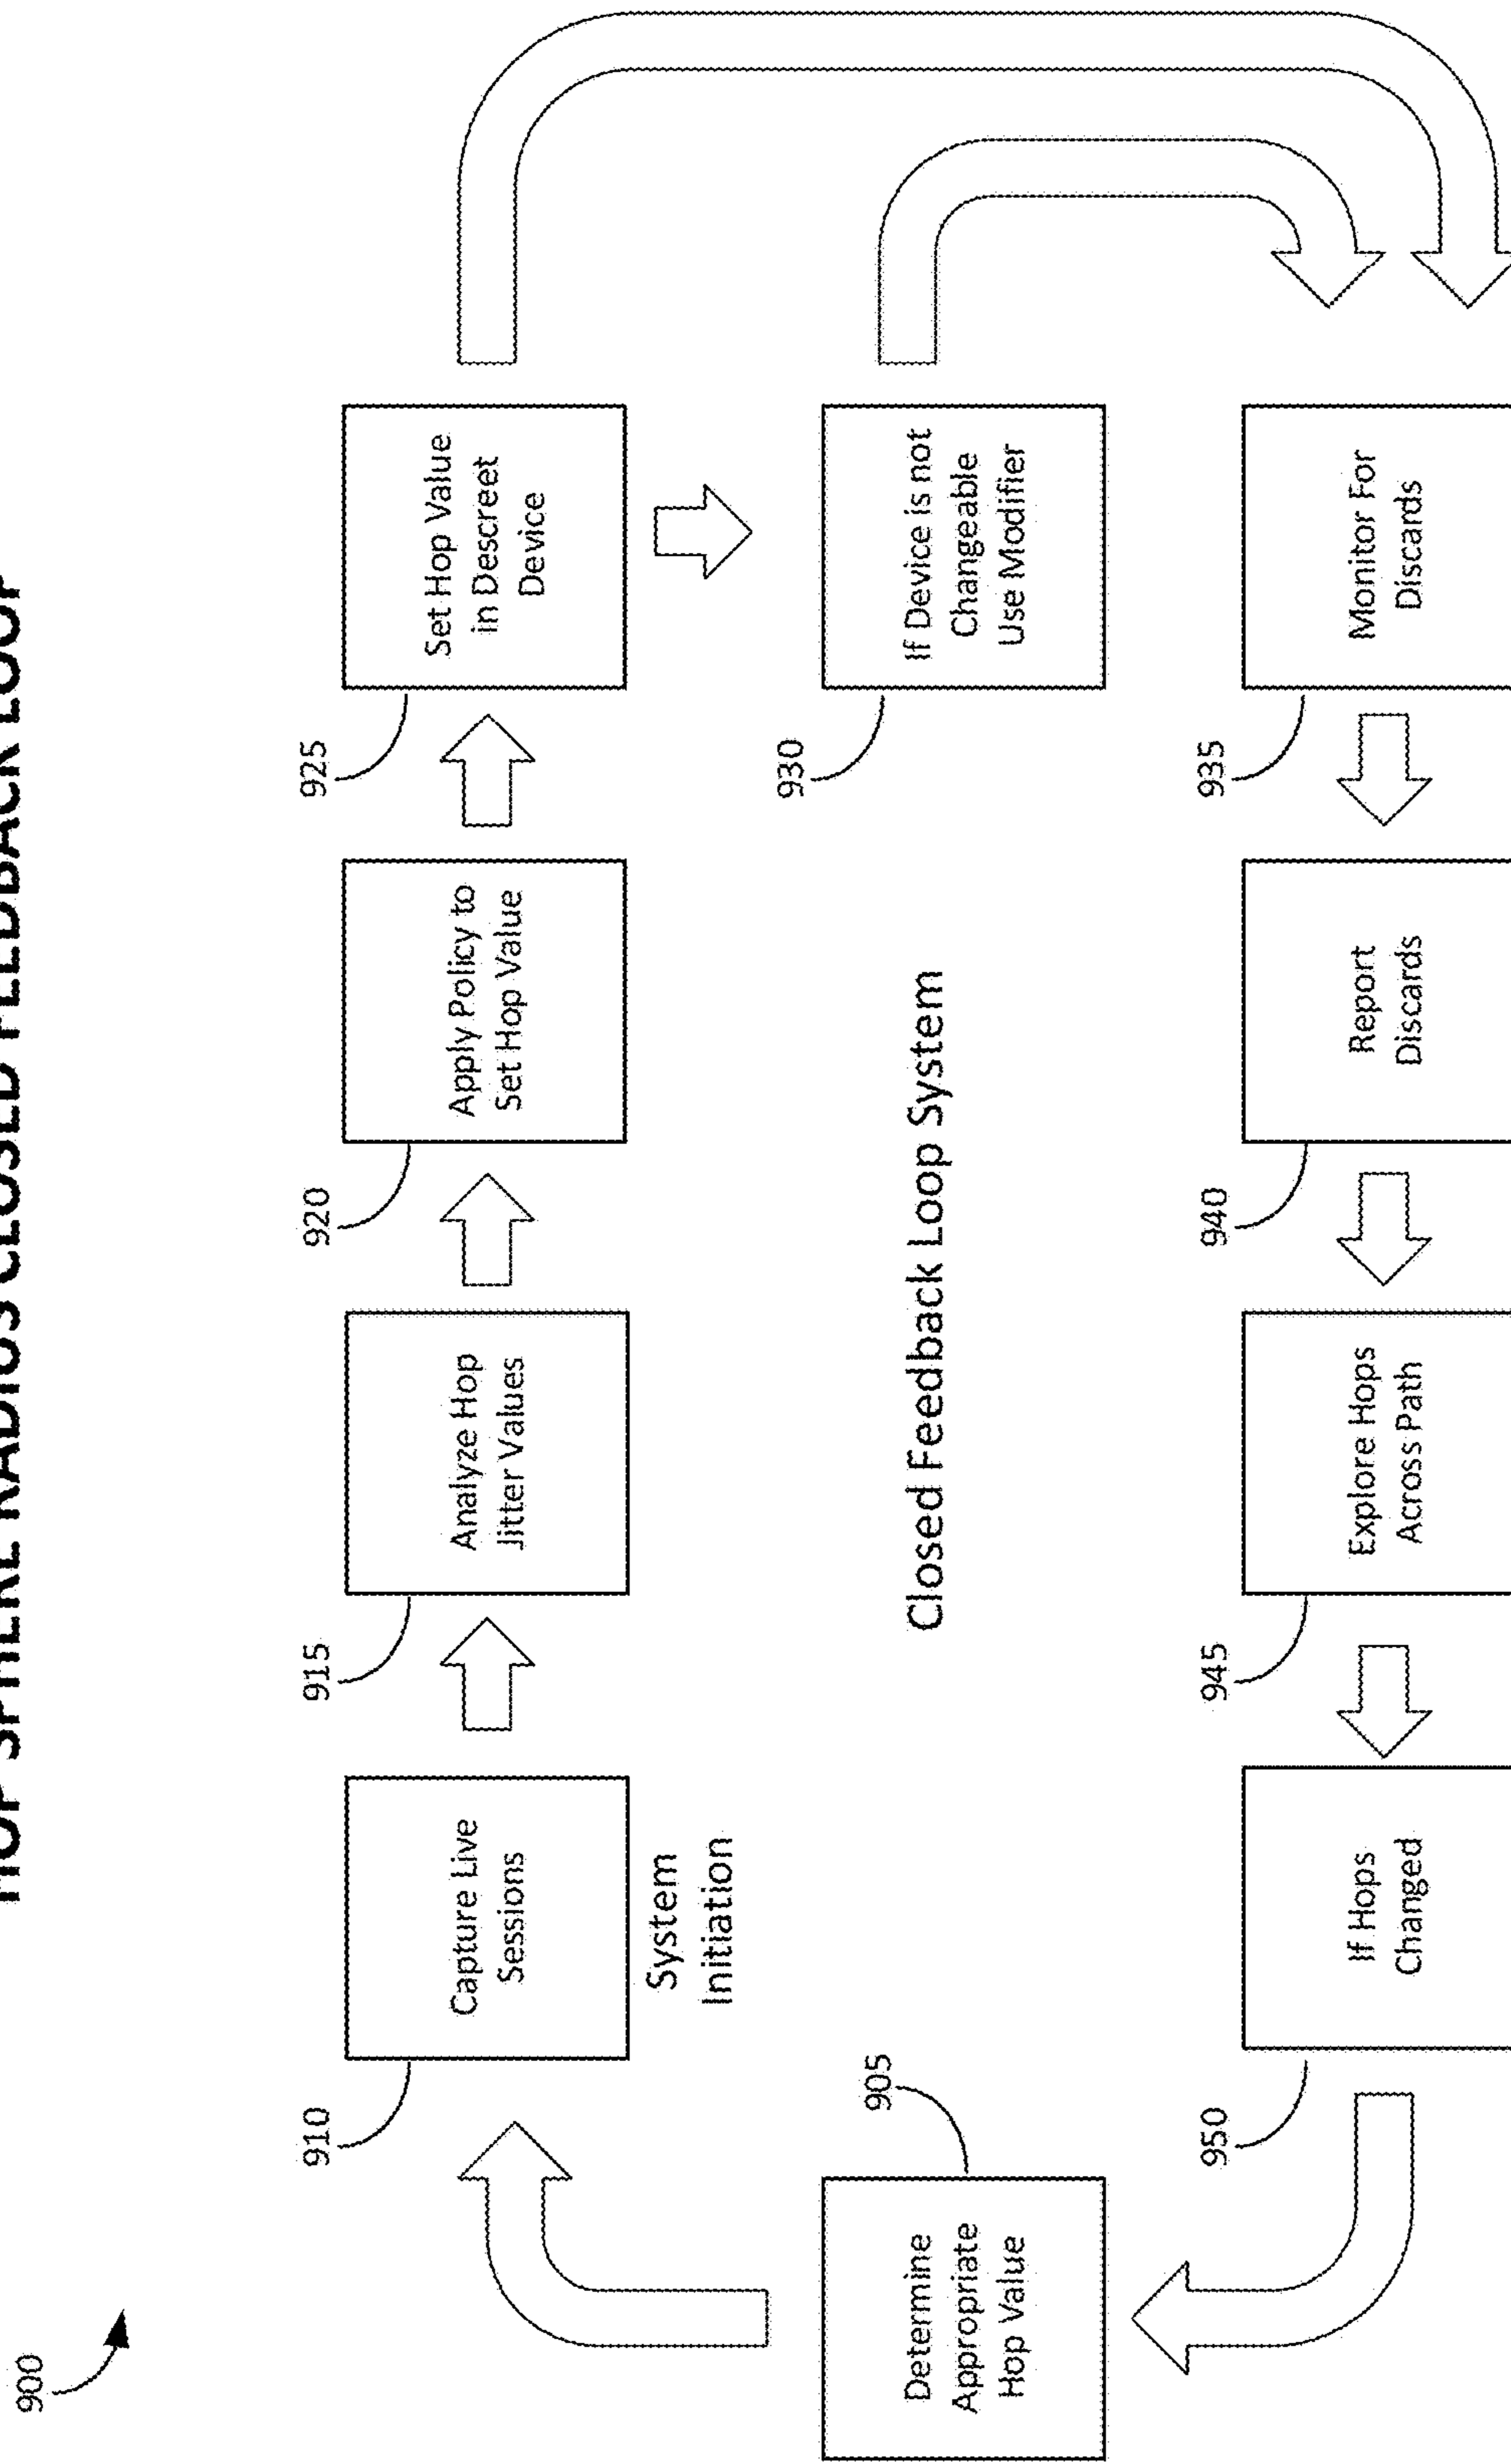 HOP SPHERE RADIUS CLOSED FEEDBACK LOOP
900
910
Capture Live
Sessions
System
Initiation
915
Analyze Hop
Jitter Values
920
Apply Policy to
Set Hop Value
925
Set Hop Value
in Descreet
Device
905
Determine
Appropriate
Hop Value
Closed Feedback Loop System
930
If Device is not
Changeable
Use Modifier
950
If Hops
Changed
945
Explore Hops
Across Path
940
Report
Discards
935
Monitor For
Discards